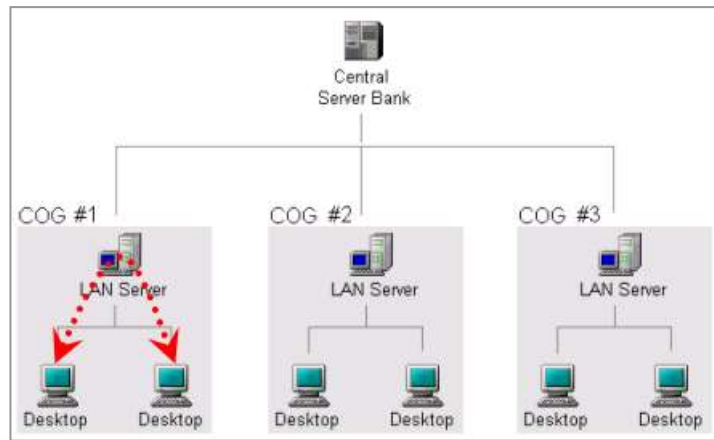 Central
Server Bank
COG #1
COG #2
COG #3
LAN Server
LAN Server
LAN Server
Desktop
Desktop
Desktop
Desktop
Desktop
Desktop